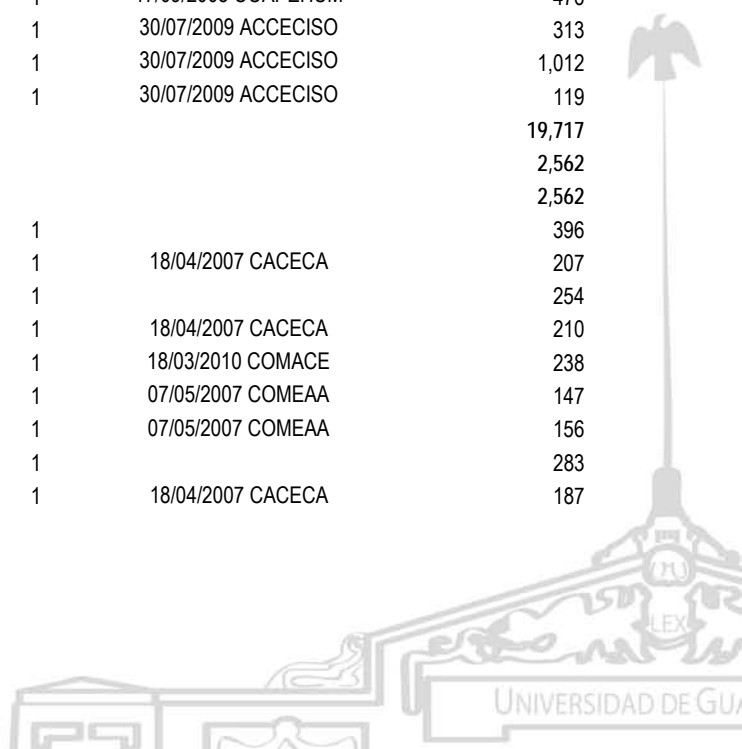 1 30/07/2009 ACCECISO 313
1 30/07/2009 ACCECISO 1,012
1 30/07/2009 ACCECISO 119
19,717
2,562
2,562
1 396
1 18/04/2007 CACECA 207
1 254
1 18/04/2007 CACECA 210
1 18/03/2010 COMACE 238
1 07/05/2007 COMEAA 147
1 07/05/2007 COMEAA 156
1 283
1 18/04/2007 CACECA 187
LEX
UNIVERSIDAD DE GUA